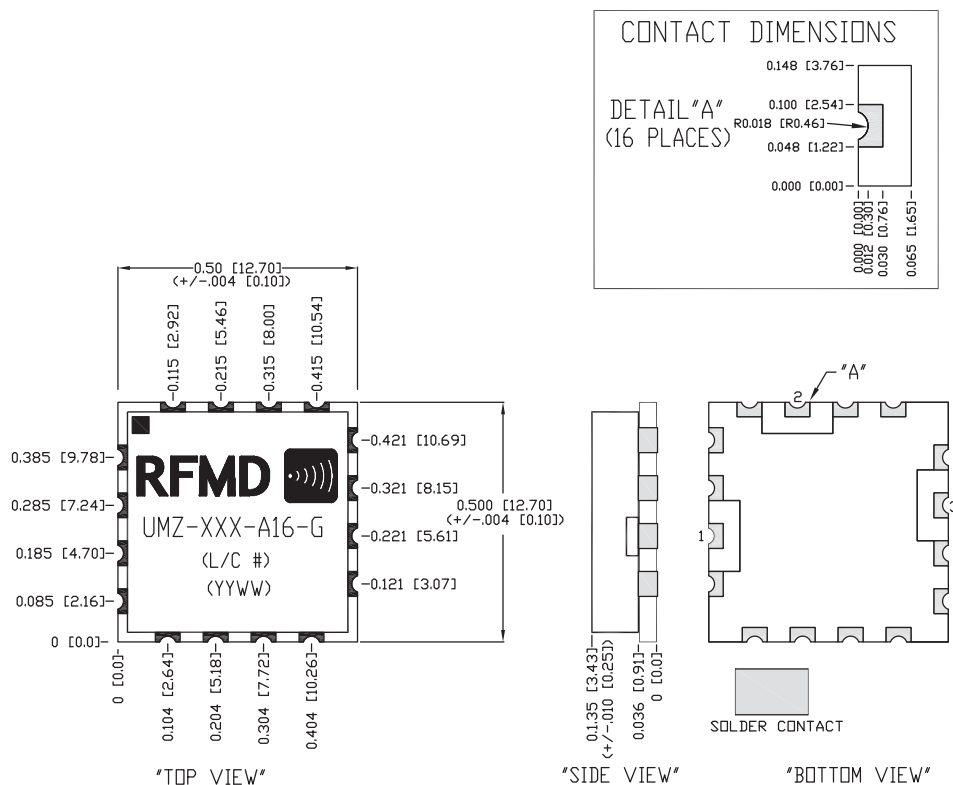 CONTACT DIMENSIONS
0.148 [3.76]
DETAIL"A"
(16 PLACES)
0.100 [2.54]
R0.018 [R0.46]
0.048 [1.22]
0.000 [0.00]
0.000 [0.00]
0.012 [0.30]
0.030 [0.76]
0.065 [1.65]
0.50 [12.70]
(+/-.004 [0.10])
0.115 [2.92]
0.215 [5.46]
0.315 [8.00]
0.415 [10.54]
0.385 [9.78]
0.285 [7.24]
0.185 [4.70]
0.085 [2.16]
0 [0.0]
RFMD
UMZ-XXX-A16-G
(L/C #)
(YYWW)
0.421 [10.69]
0.321 [8.15]
0.221 [5.61]
0.121 [3.07]
0.500 [12.70]
(+/-.004 [0.10])
0 [0.0]
0.104 [2.64]
0.204 [5.18]
0.304 [7.72]
0.404 [10.26]
"TOP VIEW"
0.135 [3.43]
(+/-.010 [0.25])
0.036 [0.91]
0 [0.0]
"SIDE VIEW"
"A"
2
1
3
SOLDER CONTACT
"BOTTOM VIEW"